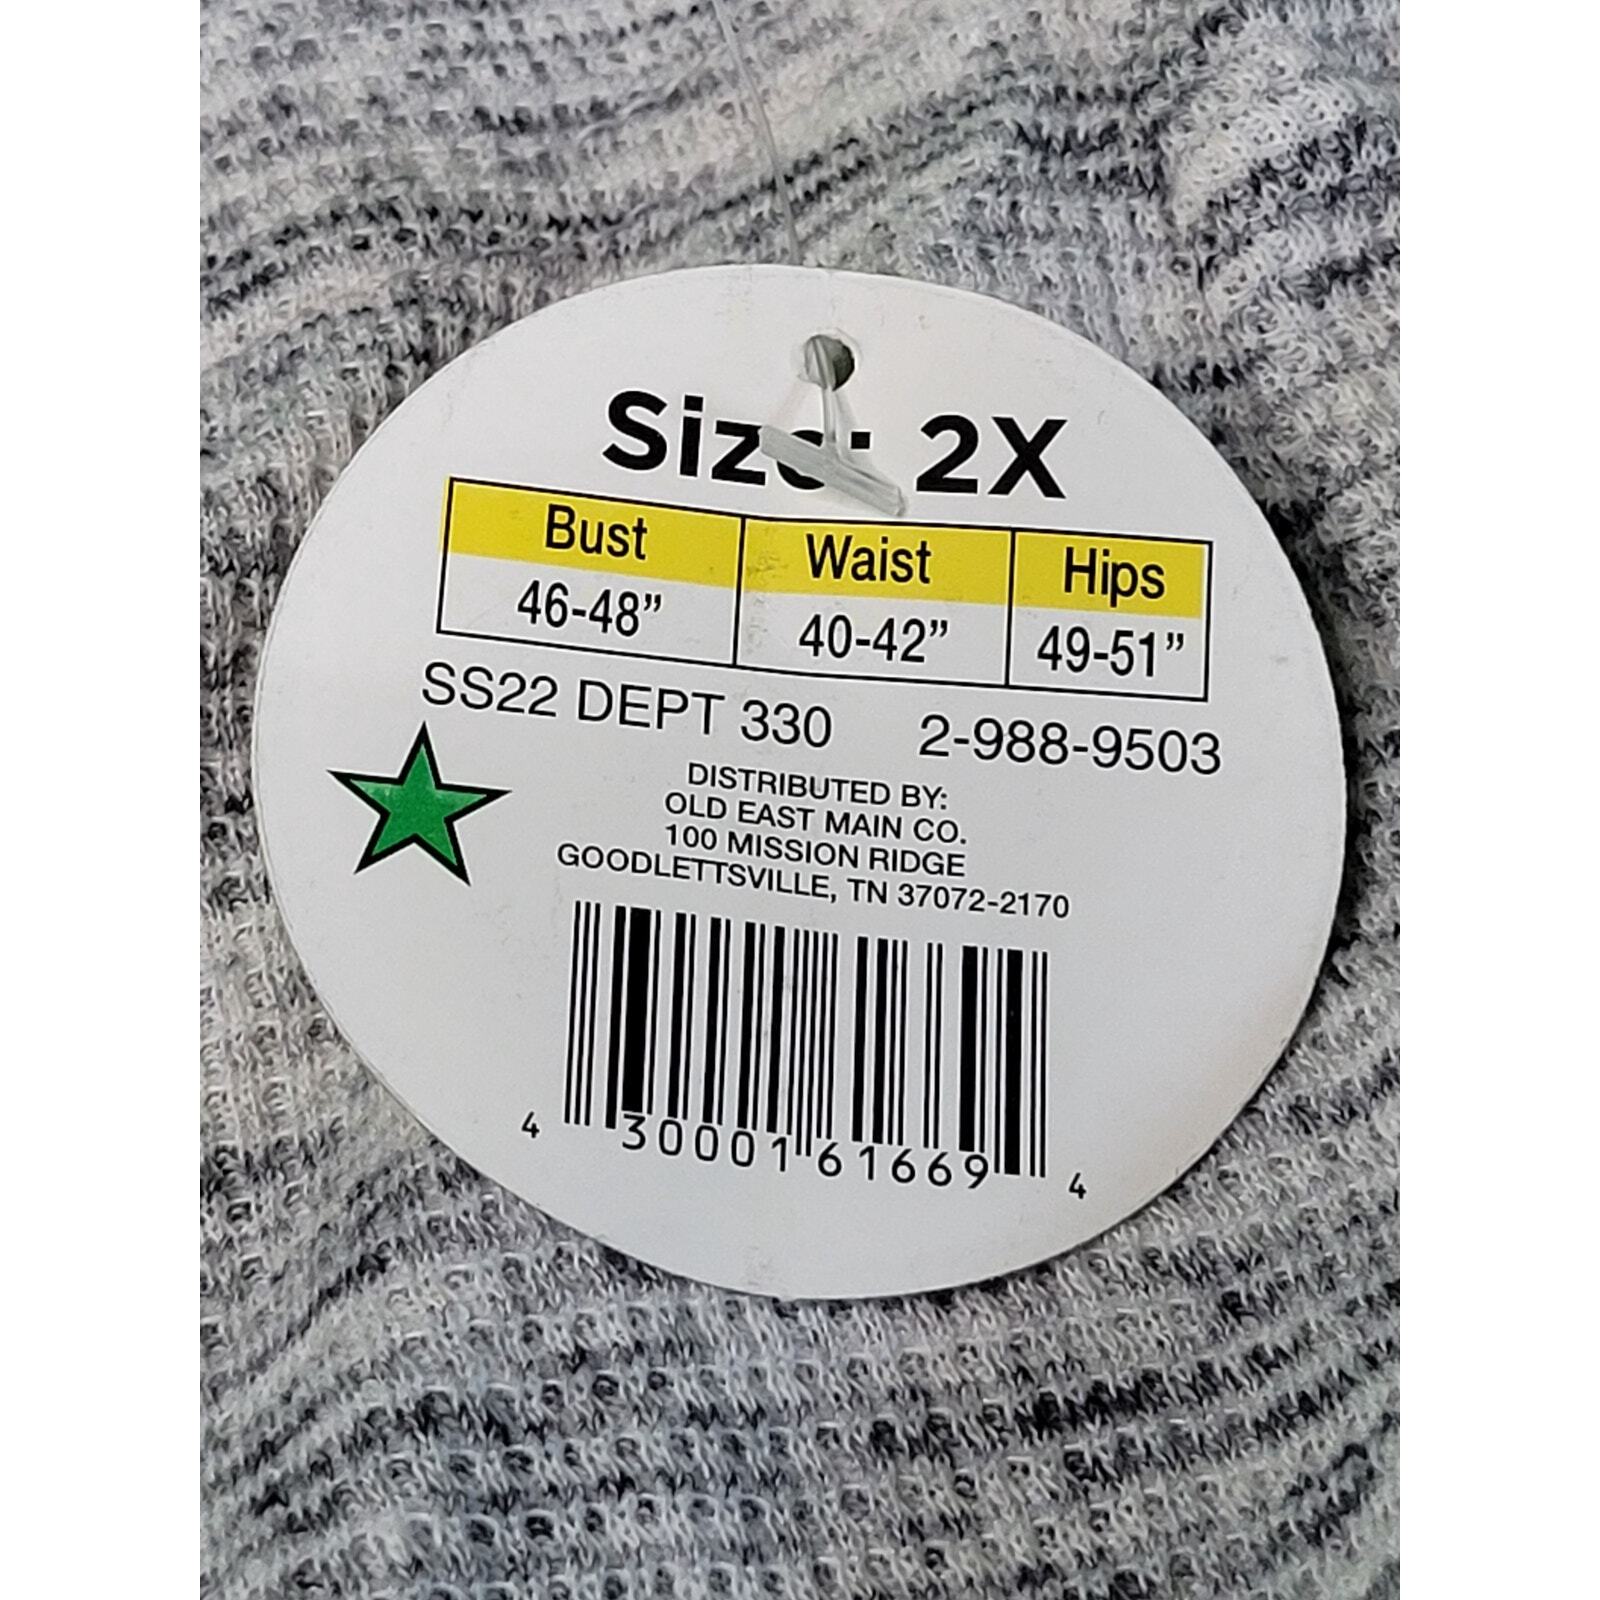 Size: 2X
Bust Waist Hips
46-48” 40-42” 49-51”
SS22 DEPT 330 2-988-9503
DISTRIBUTED BY:
OLD EAST MAIN CO.
100 MISSION RIDGE
GOODLETTSVILLE, TN 37072-2170
4 30001 61669 4